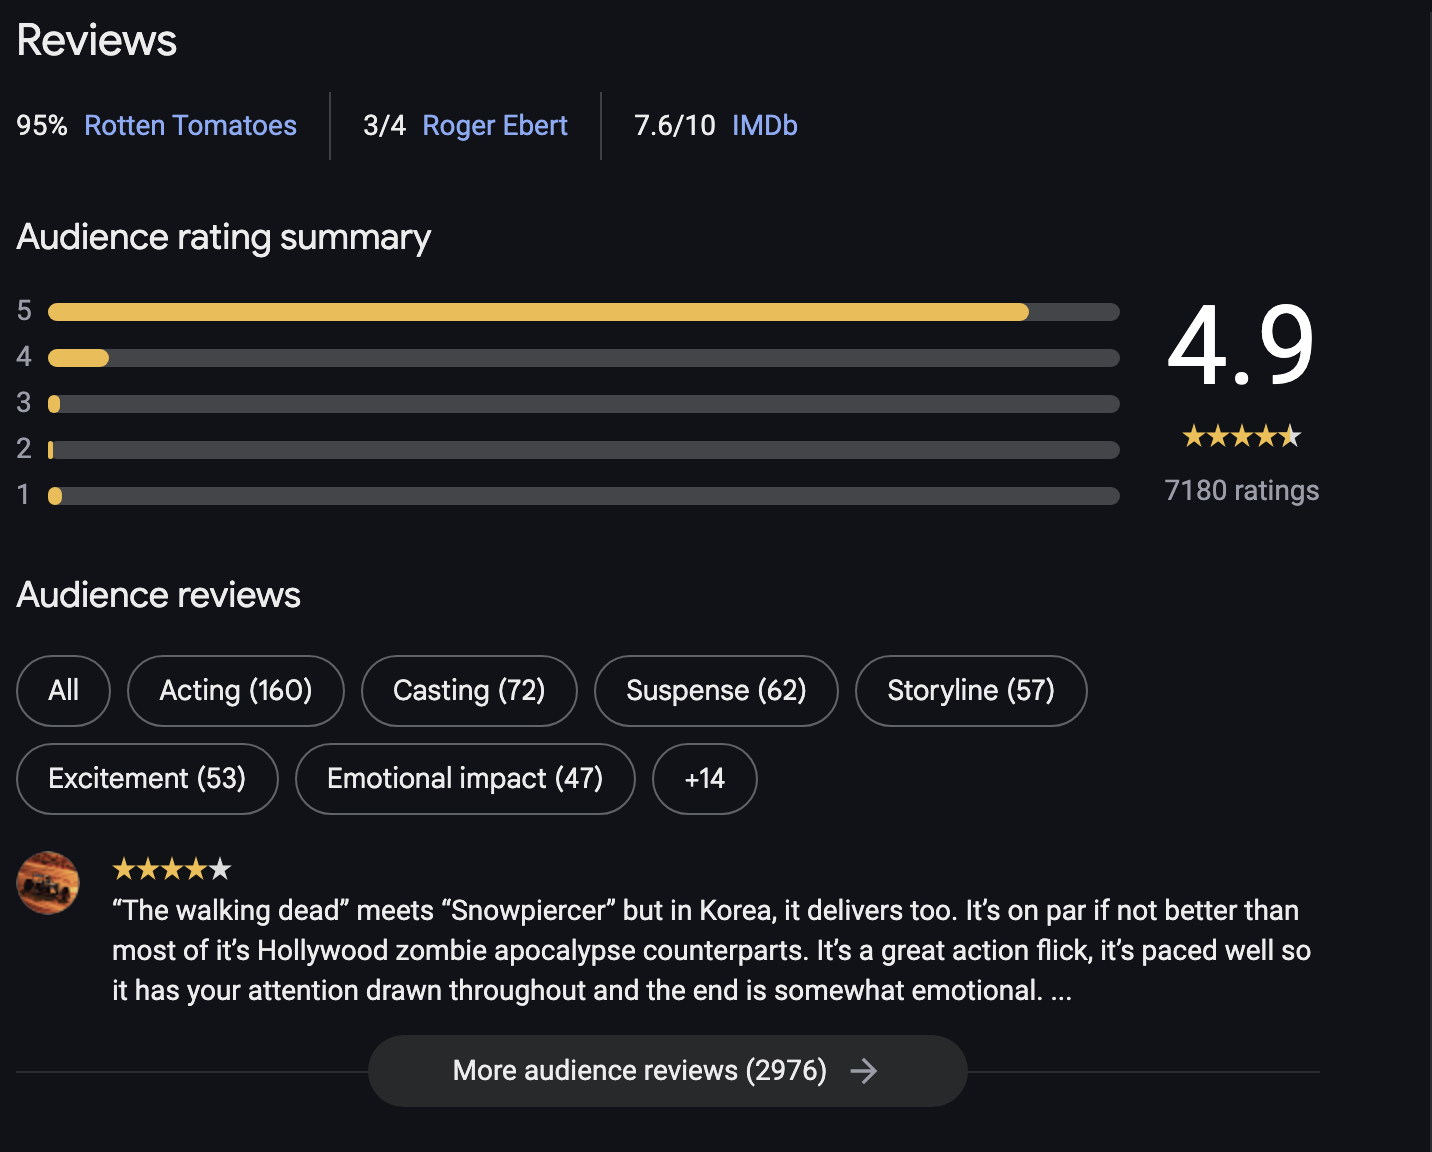 Reviews
95% Rotten Tomatoes
3/4 Roger Ebert
7.6/10 IMDb
Audience rating summary
5
4
3
2
1
4.9
7180 ratings
Audience reviews
All
Acting (160)
Casting (72)
Suspense (62)
Storyline (57)
Excitement (53)
Emotional impact (47)
+14
“The walking dead” meets “Snowpiercer” but in Korea, it delivers too. It’s on par if not better than
most of it’s Hollywood zombie apocalypse counterparts. It’s a great action flick, it’s paced well so
it has your attention drawn throughout and the end is somewhat emotional. ...
More audience reviews (2976) →